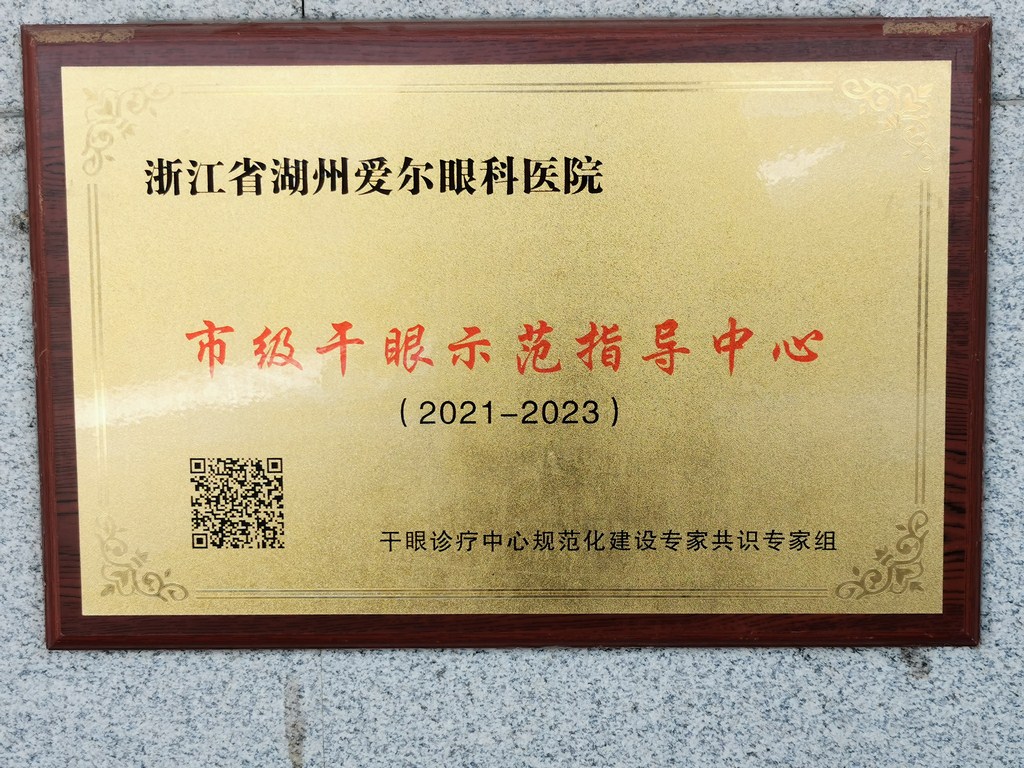 浙江省湖州爱尔眼科医院
市级干眼示范指导中心
(2021-2023)
干眼诊疗中心规范化建设专家共识专家组